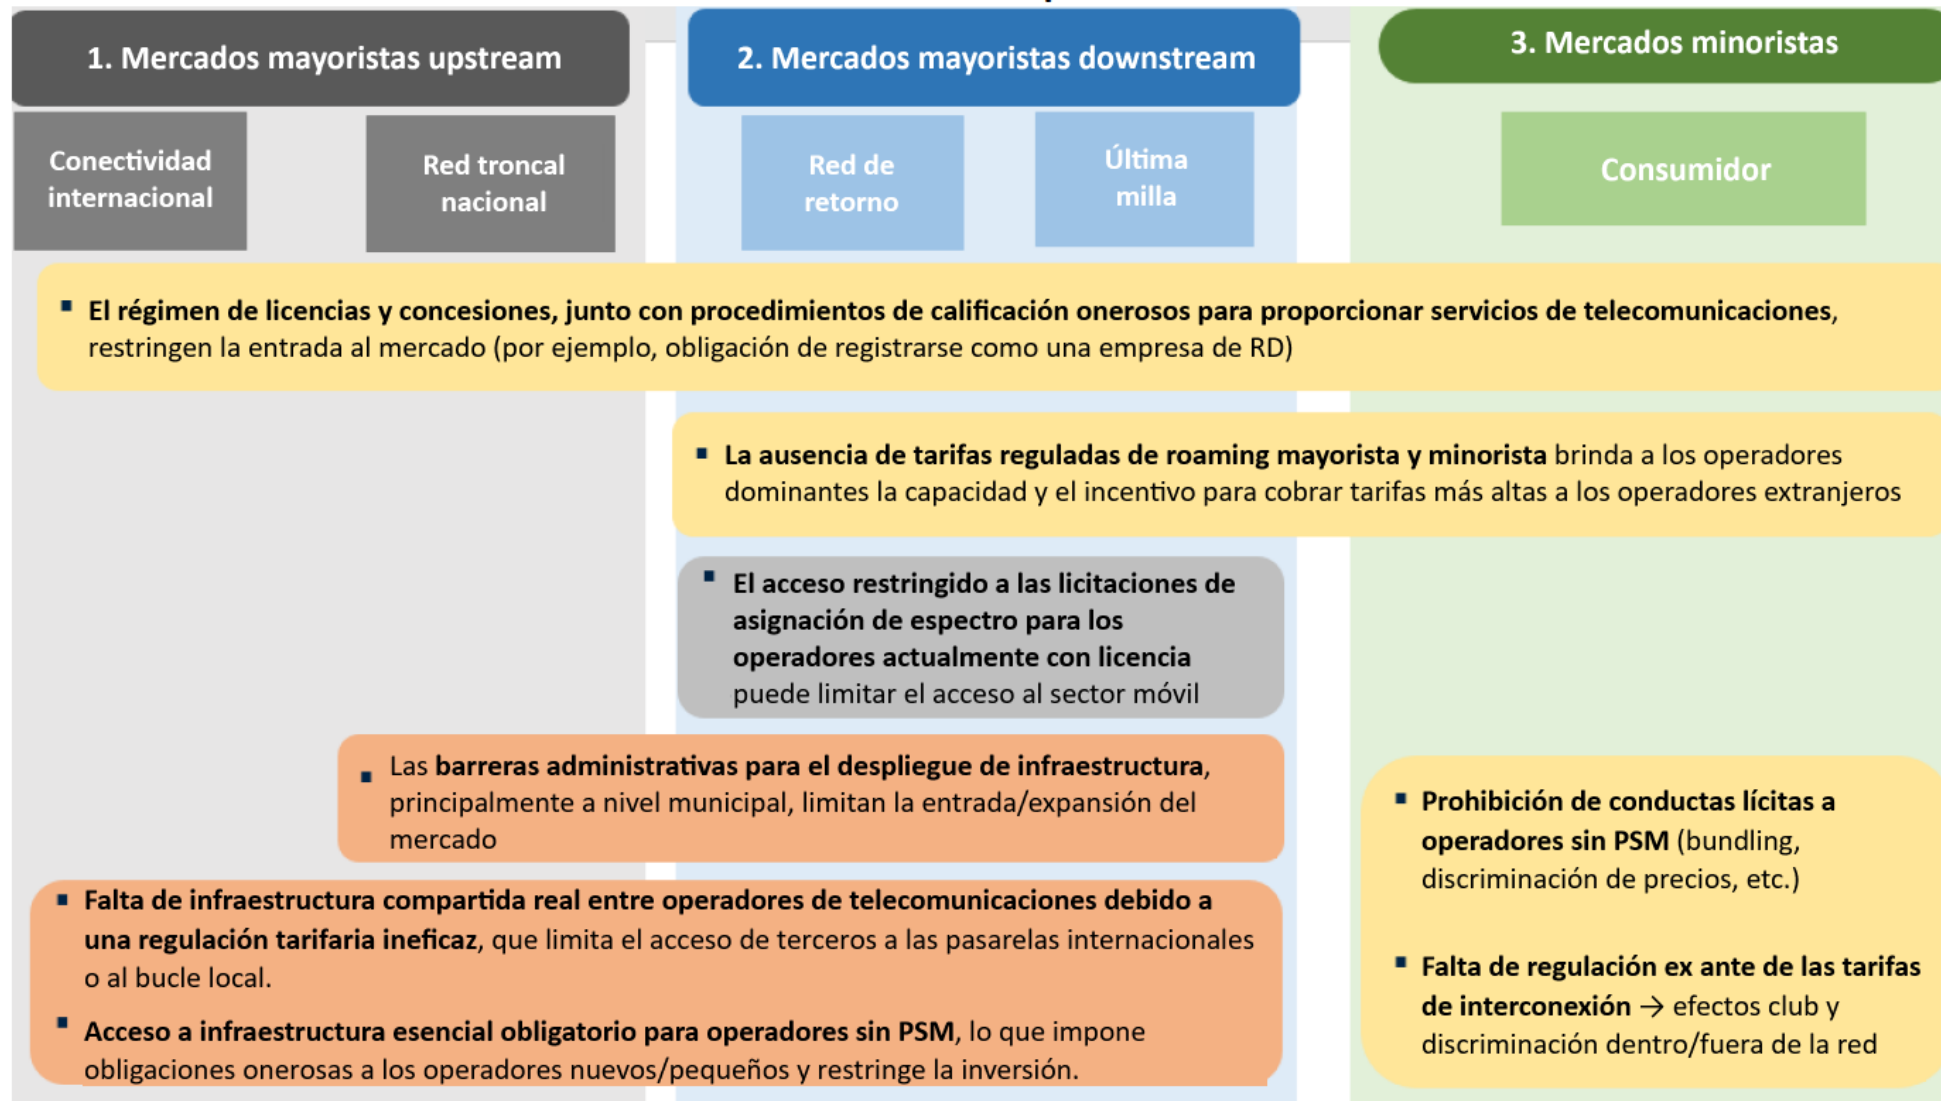 1. Mercados mayoristas upstream
2. Mercados mayoristas downstream
3. Mercados minoristas
Conectividad
internacional
Red troncal
nacional
Red de
retorno
Última
milla
Consumidor
▪ El régimen de licencias y concesiones, junto con procedimientos de calificación onerosos para proporcionar servicios de telecomunicaciones,
restringen la entrada al mercado (por ejemplo, obligación de registrarse como una empresa de RD)
▪ La ausencia de tarifas reguladas de roaming mayorista y minorista brinda a los operadores
dominantes la capacidad y el incentivo para cobrar tarifas más altas a los operadores extranjeros
▪ El acceso restringido a las licitaciones de
asignación de espectro para los
operadores actualmente con licencia
puede limitar el acceso al sector móvil
▪ Las barreras administrativas para el despliegue de infraestructura,
principalmente a nivel municipal, limitan la entrada/expansión del
mercado
▪ Falta de infraestructura compartida real entre operadores de telecomunicaciones debido a
una regulación tarifaria ineficaz, que limita el acceso de terceros a las pasarelas internacionales
o al bucle local.
▪ Acceso a infraestructura esencial obligatorio para operadores sin PSM, lo que impone
obligaciones onerosas a los operadores nuevos/pequeños y restringe la inversión.
▪ Prohibición de conductas lícitas a
operadores sin PSM (bundling,
discriminación de precios, etc.)
▪ Falta de regulación ex ante de las tarifas
de interconexión → efectos club y
discriminación dentro/fuera de la red